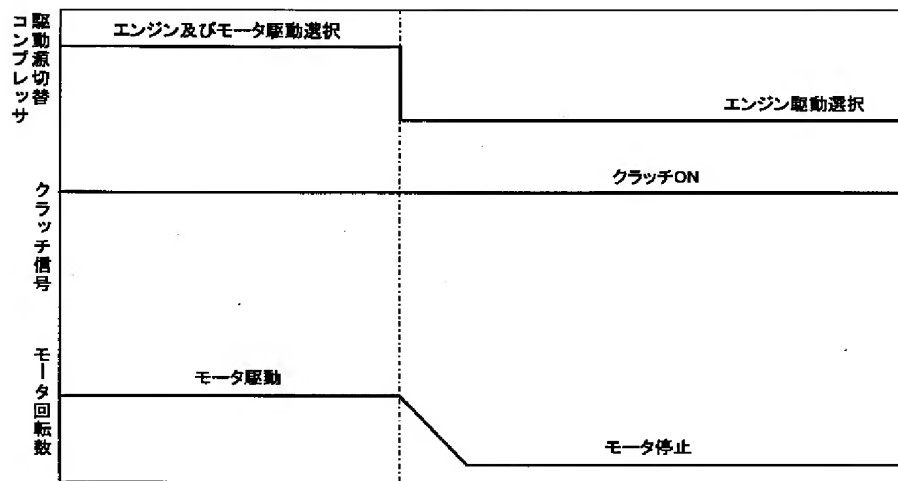 駆動源切替
コンプレッサ
エンジン及びモータ駆動選択
エンジン駆動選択
クラッチ信号
クラッチON
モータ回転数
モータ駆動
モータ停止